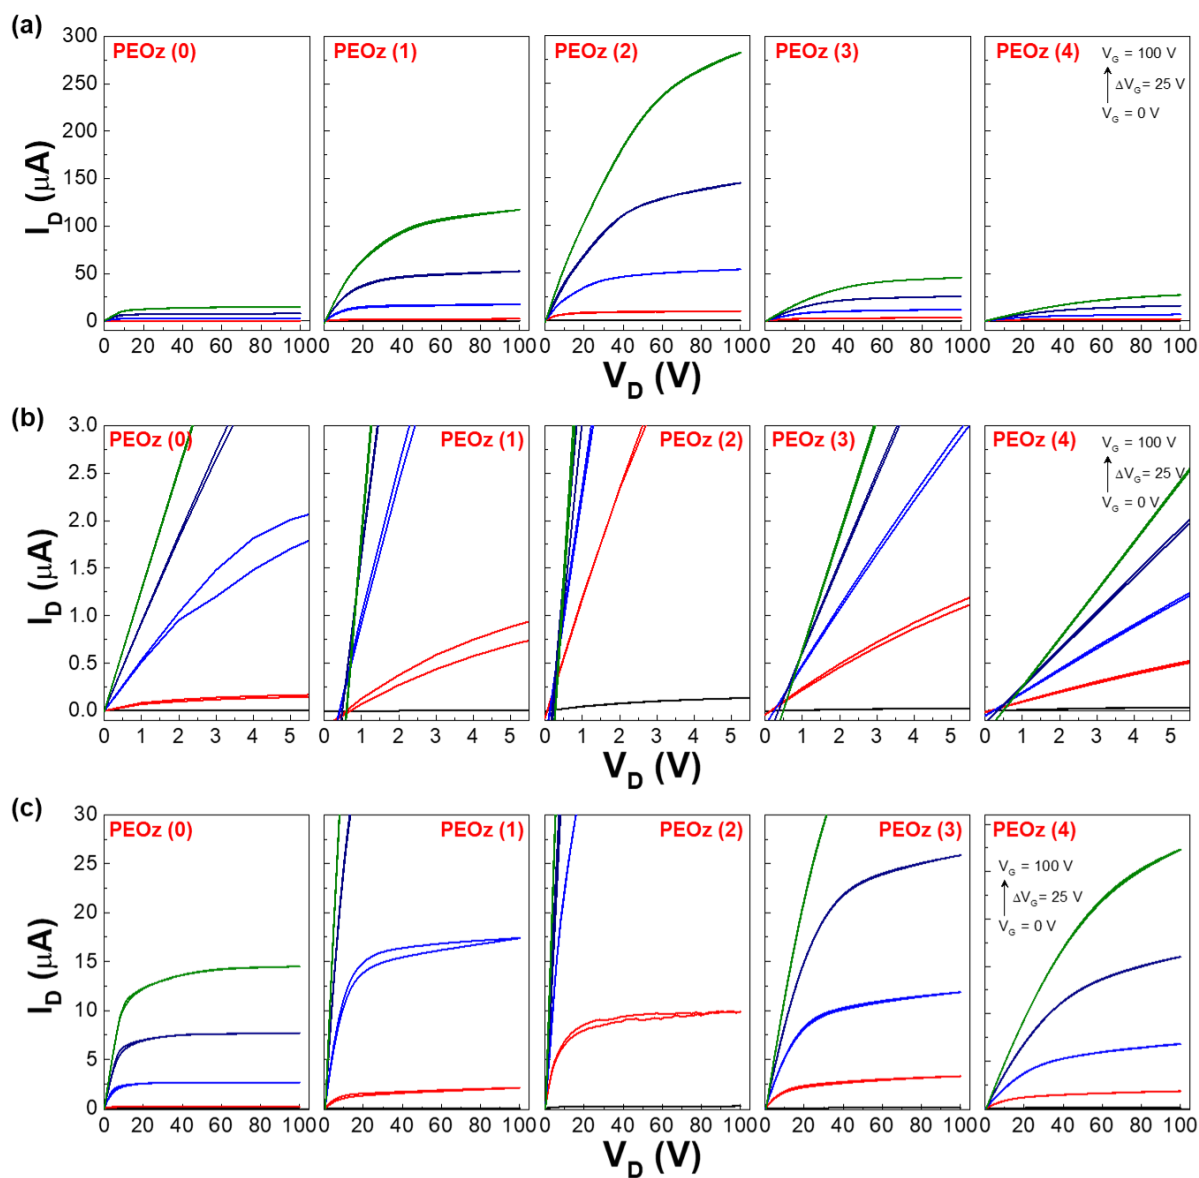 (a)
PEOz (0)
PEOz (1)
PEOz (2)
PEOz (3)
PEOz (4)
V_G = 100 V
ΔV_G = 25 V
V_G = 0 V
300
250
200
150
100
50
0
I_D (μA)
0 20 40 60 80 100
0 20 40 60 80 100
0 20 40 60 80 100
0 20 40 60 80 100
0 20 40 60 80 100
V_D (V)
(b)
PEOz (0)
PEOz (1)
PEOz (2)
PEOz (3)
PEOz (4)
V_G = 100 V
ΔV_G = 25 V
V_G = 0 V
3.0
2.5
2.0
1.5
1.0
0.5
0.0
I_D (μA)
0 1 2 3 4 5
0 1 2 3 4 5
0 1 2 3 4 5
0 1 2 3 4 5
0 1 2 3 4 5
V_D (V)
(c)
PEOz (0)
PEOz (1)
PEOz (2)
PEOz (3)
PEOz (4)
V_G = 100 V
ΔV_G = 25 V
V_G = 0 V
30
25
20
15
10
5
0
I_D (μA)
0 20 40 60 80 100
0 20 40 60 80 100
0 20 40 60 80 100
0 20 40 60 80 100
0 20 40 60 80 100
V_D (V)